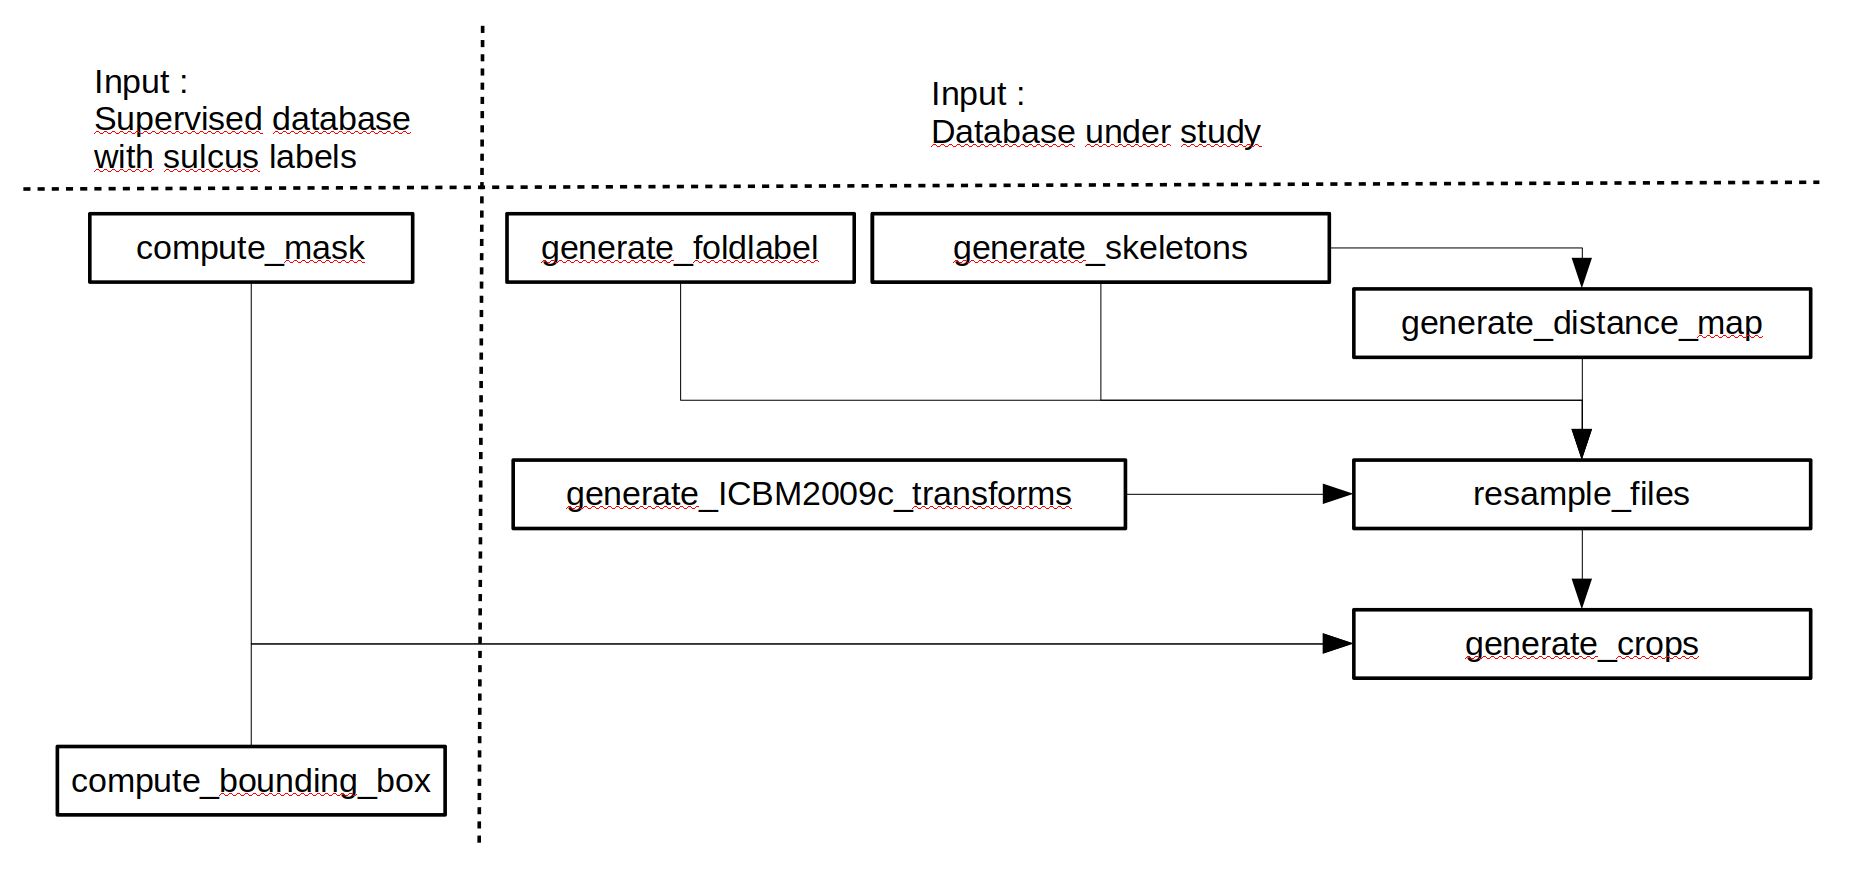 Input :
Supervised database
with sulcus labels
Input :
Database under study
compute_mask
generate_foldlabel
generate_skeletons
generate_distance_map
generate_ICBM2009c_transforms
resample_files
generate_crops
compute_bounding_box